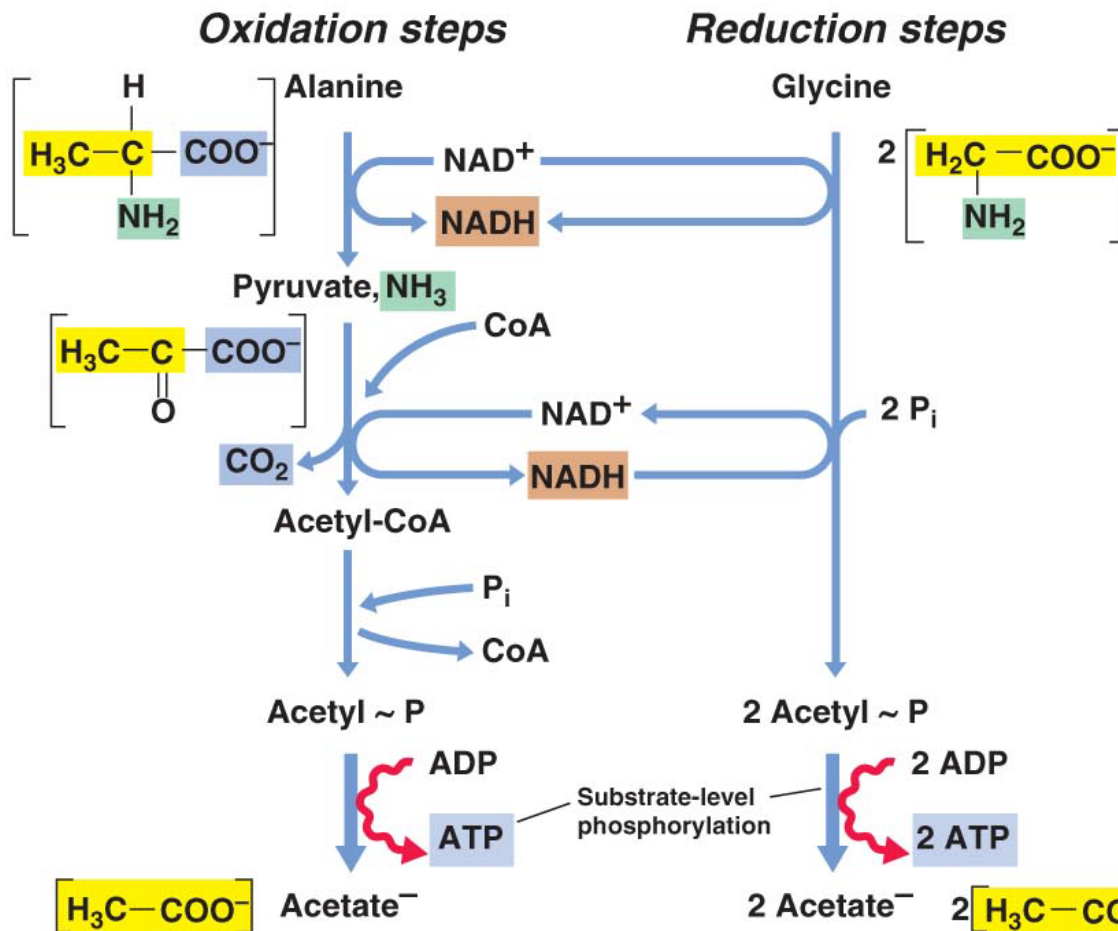 Oxidation steps
Reduction steps
Alanine
Glycine
H
H₃C—C—COO⁻
NH₂
NAD⁺
NADH
2 H₂C—COO⁻
NH₂
Pyruvate, NH₃
CoA
H₃C—C—COO⁻
O
NAD⁺
2 Pᵢ
CO₂
NADH
Acetyl-CoA
Pᵢ
CoA
Acetyl ~ P
2 Acetyl ~ P
ADP
2 ADP
Substrate-level
phosphorylation
ATP
2 ATP
H₃C—COO⁻
Acetate⁻
2 Acetate⁻
2 H₃C—C